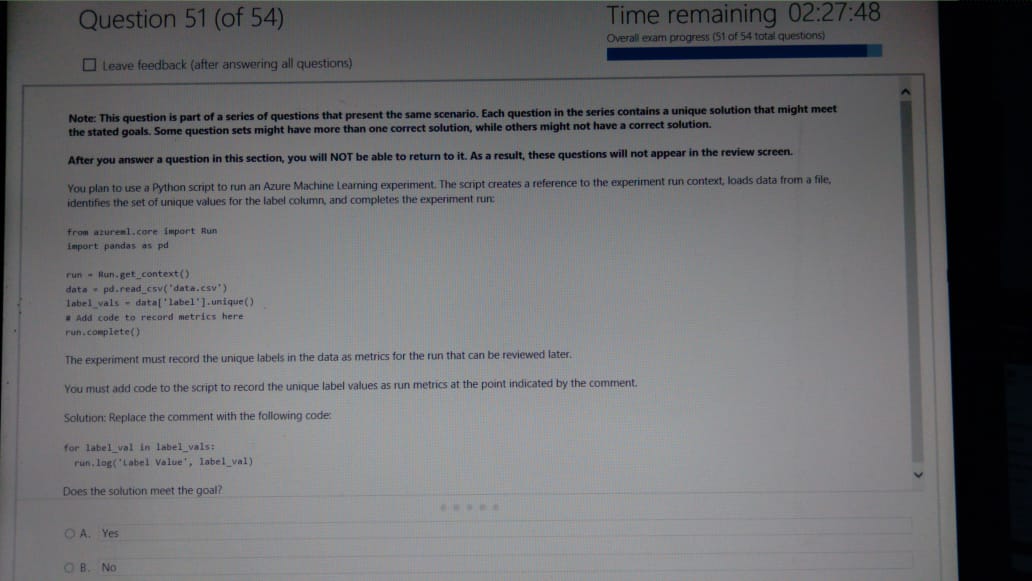 Question 51 (of 54)
Time remaining 02:27:48
Overall exam progress (51 of 54 total questions)
Leave feedback (after answering all questions)
Note: This question is part of a series of questions that present the same scenario. Each question in the series contains a unique solution that might meet
the stated goals. Some question sets might have more than one correct solution, while others might not have a correct solution.
After you answer a question in this section, you will NOT be able to return to it. As a result, these questions will not appear in the review screen.
You plan to use a Python script to run an Azure Machine Learning experiment. The script creates a reference to the experiment run context, loads data from a file,
identifies the set of unique values for the label column, and completes the experiment run:
from azureml.core import Run
import pandas as pd
run = Run.get_context()
data = pd.read_csv('data.csv')
label_vals = data['label'].unique()
# Add code to record metrics here
run.complete()
The experiment must record the unique labels in the data as metrics for the run that can be reviewed later.
You must add code to the script to record the unique label values as run metrics at the point indicated by the comment.
Solution: Replace the comment with the following code:
for label_val in label_vals:
run.log('Label Value', label_val)
Does the solution meet the goal?
A. Yes
B. No